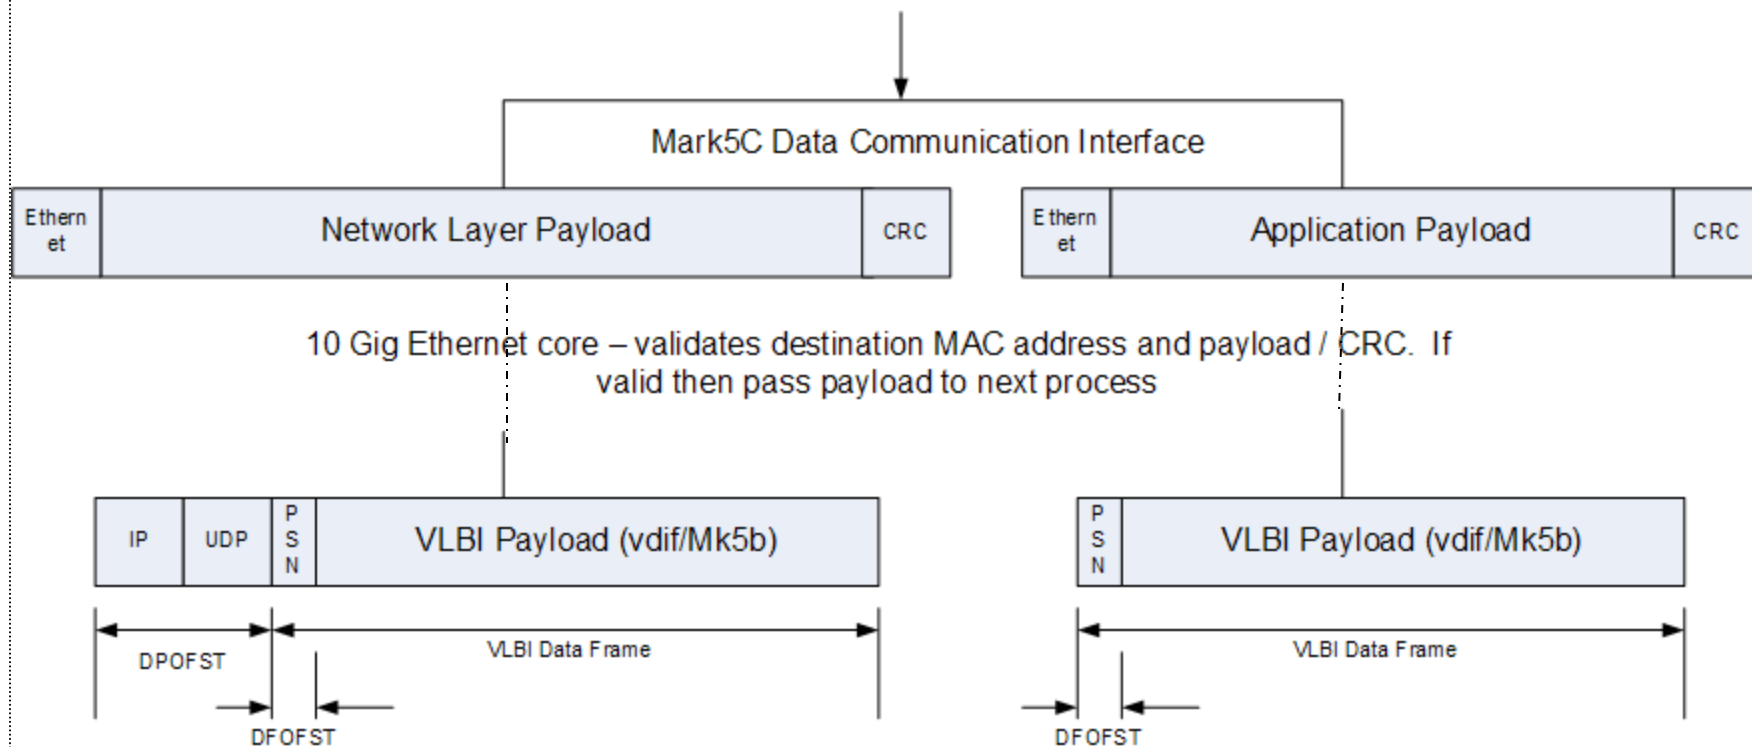 Mark5C Data Communication Interface
Ethern
et
Network Layer Payload
CRC
Ethern
et
Application Payload
CRC
10 Gig Ethernet core – validates destination MAC address and payload / CRC. If
valid then pass payload to next process
IP
UDP
P
S
N
VLBI Payload (vdif/Mk5b)
P
S
N
VLBI Payload (vdif/Mk5b)
DPOFST
VLBI Data Frame
VLBI Data Frame
DFOFST
DFOFST